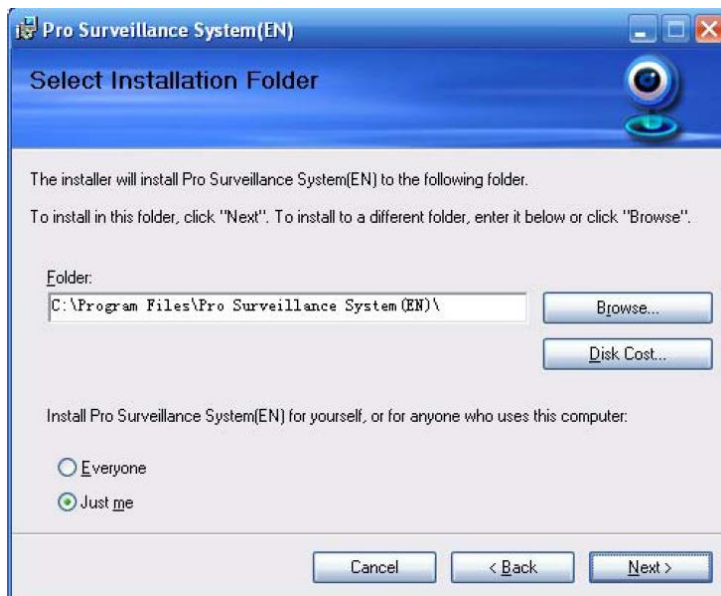 Pro Surveillance System(EN)
Select Installation Folder
The installer will install Pro Surveillance System(EN) to the following folder.
To install in this folder, click "Next". To install to a different folder, enter it below or click "Browse".
Folder:
C:\Program Files\Pro Surveillance System(EN)\
Browse...
Disk Cost...
Install Pro Surveillance System(EN) for yourself, or for anyone who uses this computer:
Everyone
Just me
Cancel
< Back
Next >